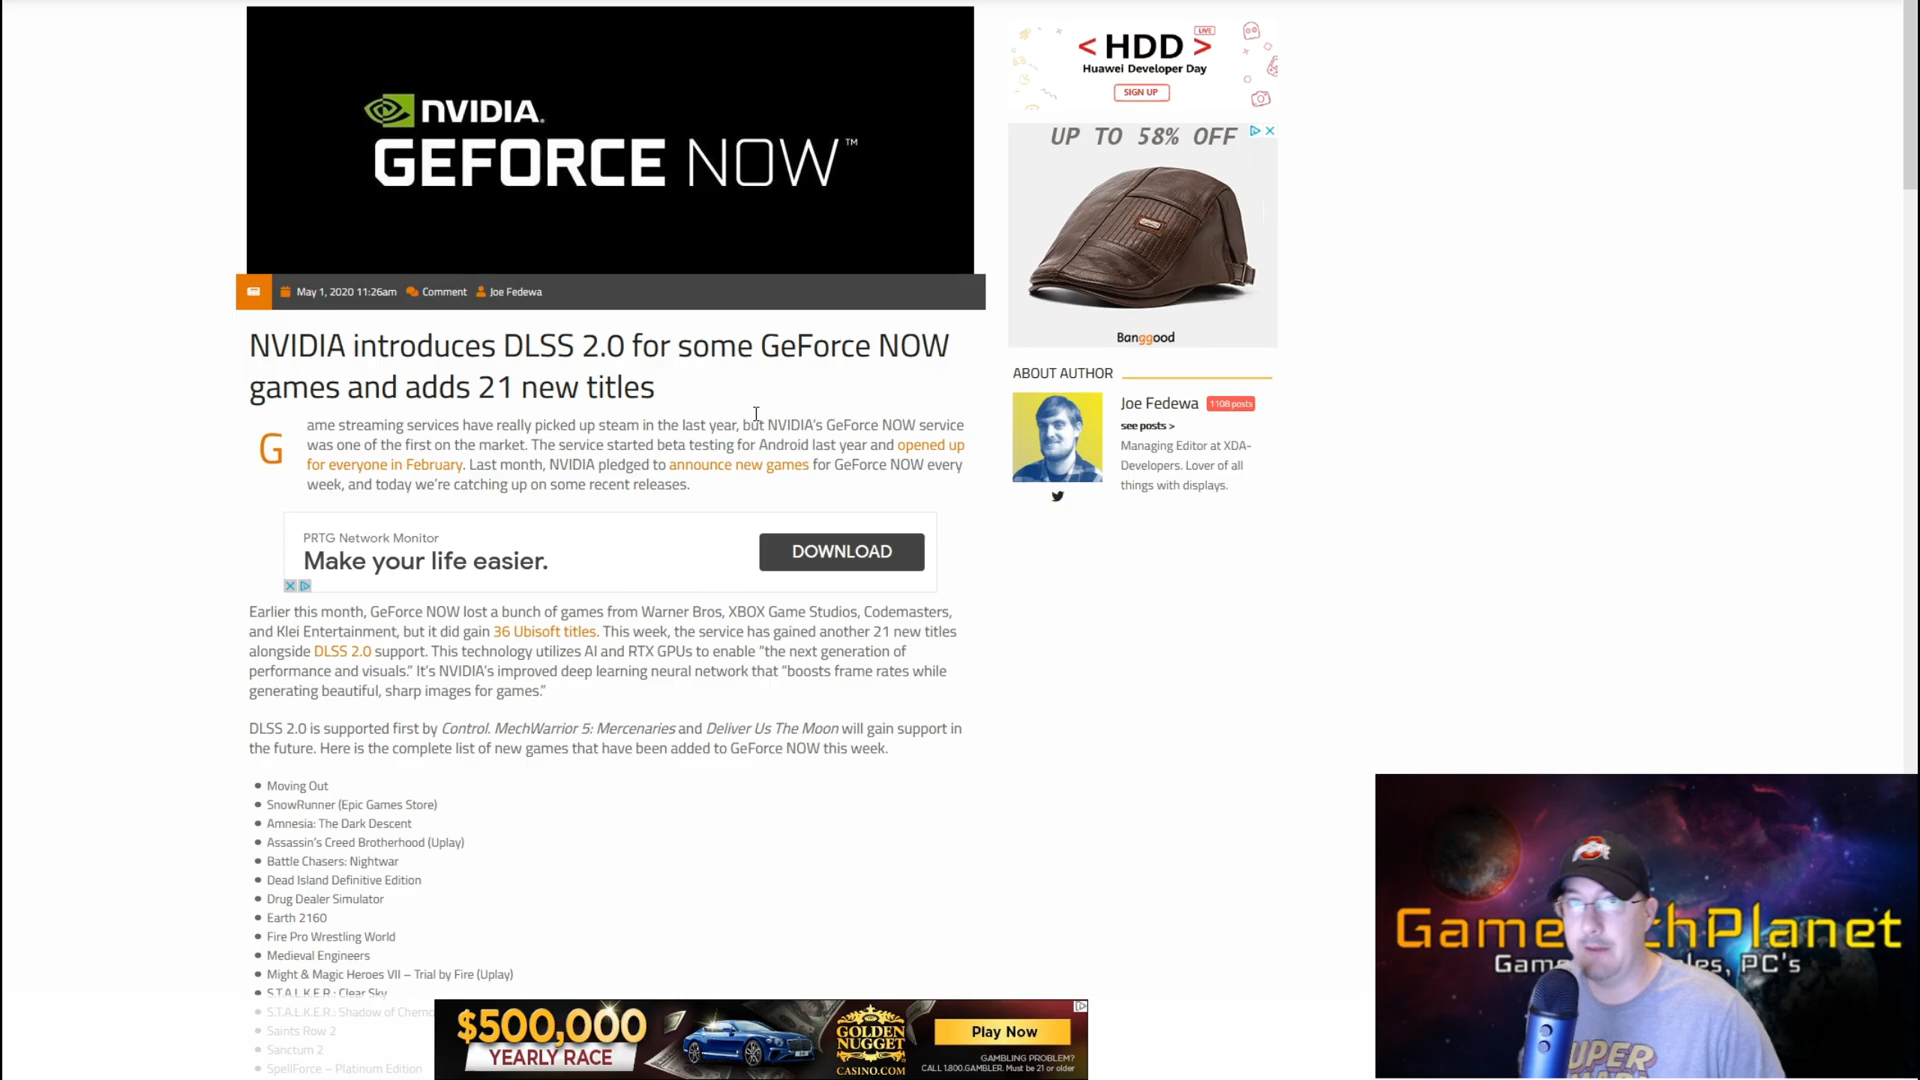 NVIDIA.
GEFORCE NOW™
May 1, 2020 11:26am Comment Joe Fedewa
NVIDIA introduces DLSS 2.0 for some GeForce NOW
games and adds 21 new titles
Game streaming services have really picked up steam in the last year, but NVIDIA's GeForce NOW service
was one of the first on the market. The service started beta testing for Android last year and opened up
for everyone in February. Last month, NVIDIA pledged to announce new games for GeForce NOW every
week, and today we're catching up on some recent releases.
PRTG Network Monitor
Make your life easier.
DOWNLOAD
Earlier this month, GeForce NOW lost a bunch of games from Warner Bros, XBOX Game Studios, Codemasters,
and Klei Entertainment, but it did gain 36 Ubisoft titles. This week, the service has gained another 21 new titles
alongside DLSS 2.0 support. This technology utilizes AI and RTX GPUs to enable “the next generation of
performance and visuals.” It's NVIDIA's improved deep learning neural network that “boosts frame rates while
generating beautiful, sharp images for games.”
DLSS 2.0 is supported first by Control. MechWarrior 5: Mercenaries and Deliver Us The Moon will gain support in
the future. Here is the complete list of new games that have been added to GeForce NOW this week.
Moving Out
SnowRunner (Epic Games Store)
Amnesia: The Dark Descent
Assassin's Creed Brotherhood (Uplay)
Battle Chasers: Nightwar
Dead Island Definitive Edition
Drug Dealer Simulator
Earth 2160
Fire Pro Wrestling World
Medieval Engineers
Might & Magic Heroes VII – Trial by Fire (Uplay)
S.T.A.L.K.E.R.: Clear Sky
S.T.A.L.K.E.R.: Shadow of Cherno
Saints Row 2
Sanctum 2
SpellForce – Platinum Edition
LIVE
< HDD >
Huawei Developer Day
SIGN UP
UP TO 58% OFF
Banggood
ABOUT AUTHOR
Joe Fedewa 1108 posts
see posts >
Managing Editor at XDA-
Developers. Lover of all
things with displays.
$500,000
YEARLY RACE
GOLDEN
NUGGET
CASINO.COM
Play Now
GAMBLING PROBLEM?
CALL 1.800.GAMBLER. Must be 21 or older
Game chPlanet
Gam les, PC's
UPER